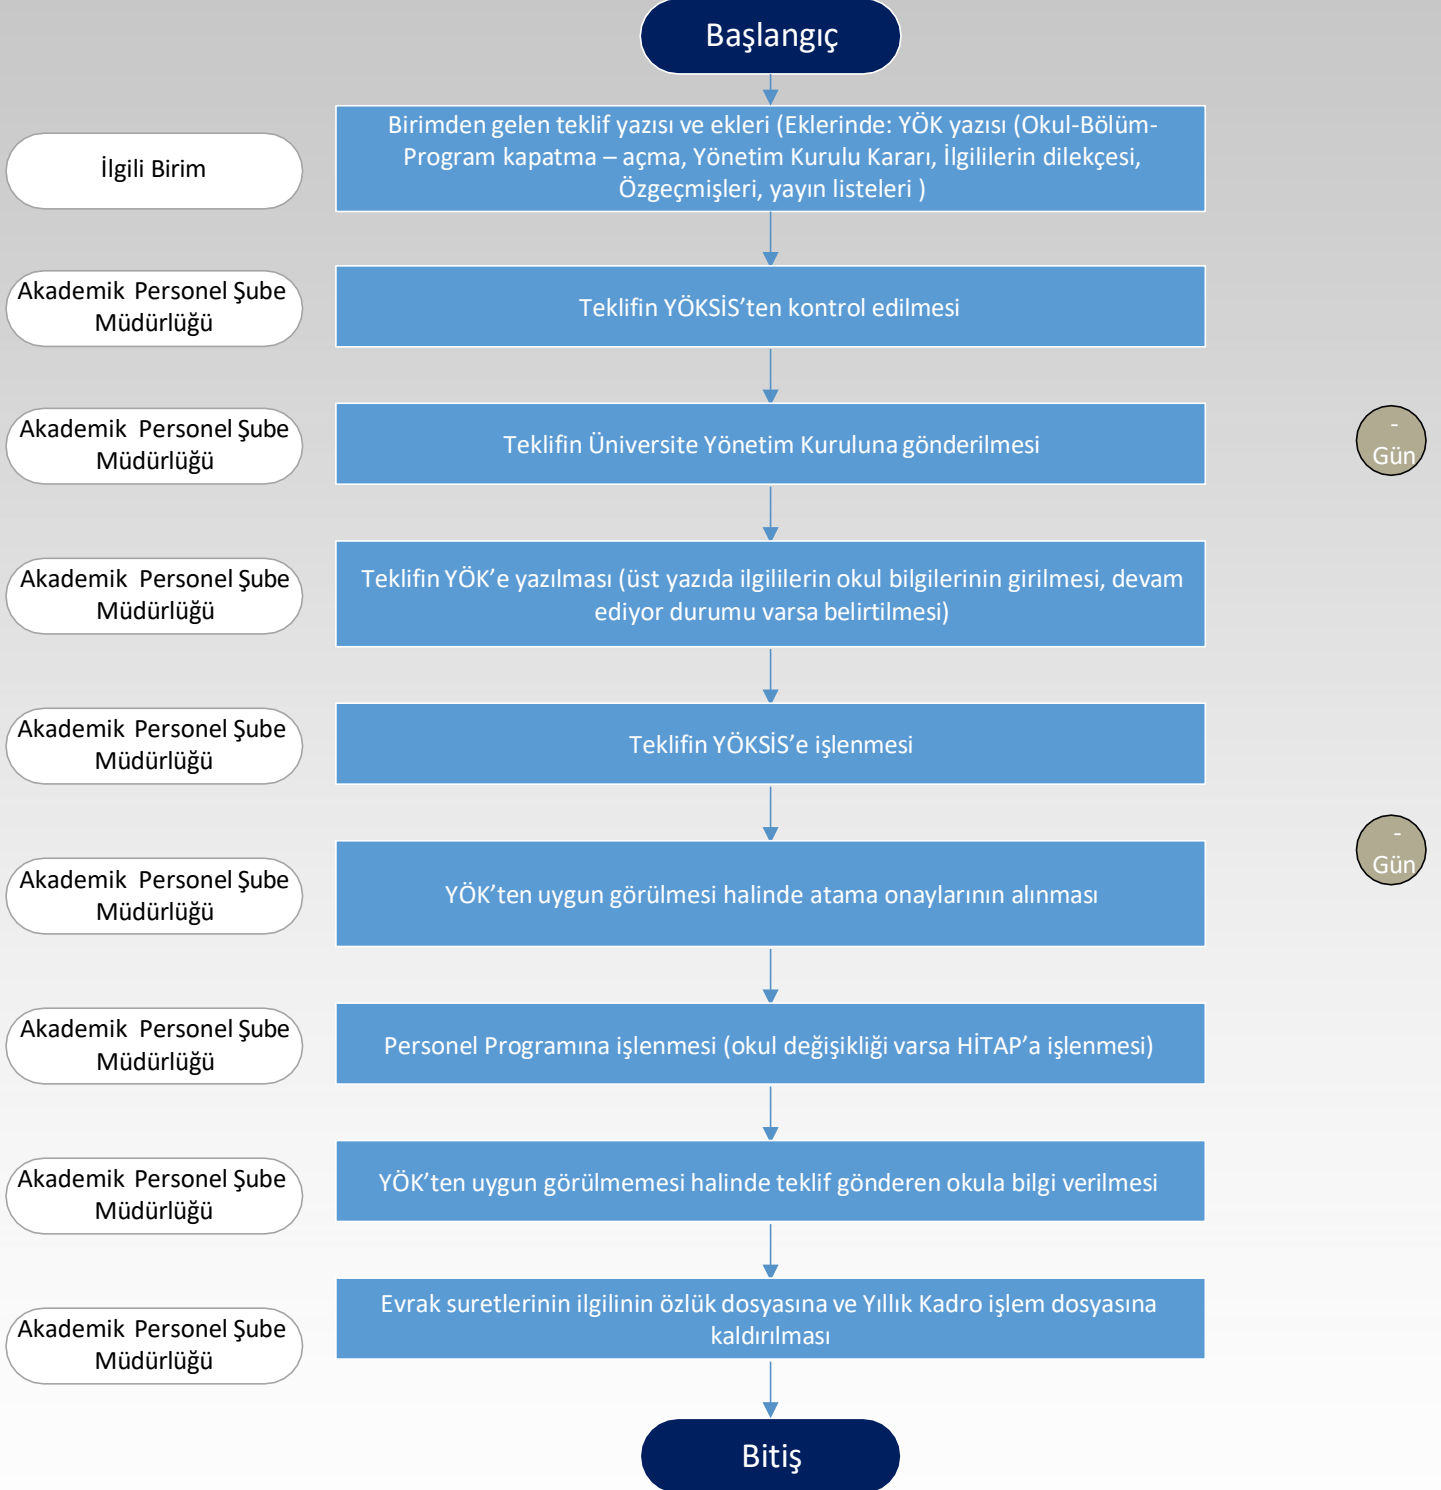 Başlangıç
İlgili Birim
Birimden gelen teklif yazısı ve ekleri (Eklerinde: YÖK yazısı (Okul-Bölüm-
Program kapatma – açma, Yönetim Kurulu Kararı, İlgililerin dilekçesi,
Özgeçmişleri, yayın listeleri )
Akademik Personel Şube
Müdürlüğü
Teklifin YÖKSİS’ten kontrol edilmesi
Akademik Personel Şube
Müdürlüğü
Teklifin Üniversite Yönetim Kuruluna gönderilmesi
-
Gün
Akademik Personel Şube
Müdürlüğü
Teklifin YÖK’e yazılması (üst yazıda ilgililerin okul bilgilerinin girilmesi, devam
ediyor durumu varsa belirtilmesi)
Akademik Personel Şube
Müdürlüğü
Teklifin YÖKSİS’e işlenmesi
Akademik Personel Şube
Müdürlüğü
YÖK’ten uygun görülmesi halinde atama onaylarının alınması
-
Gün
Akademik Personel Şube
Müdürlüğü
Personel Programına işlenmesi (okul değişikliği varsa HİTAP’a işlenmesi)
Akademik Personel Şube
Müdürlüğü
YÖK’ten uygun görülmemesi halinde teklif gönderen okula bilgi verilmesi
Akademik Personel Şube
Müdürlüğü
Evrak suretlerinin ilgilinin özlük dosyasına ve Yıllık Kadro işlem dosyasına
kaldırılması
Bitiş